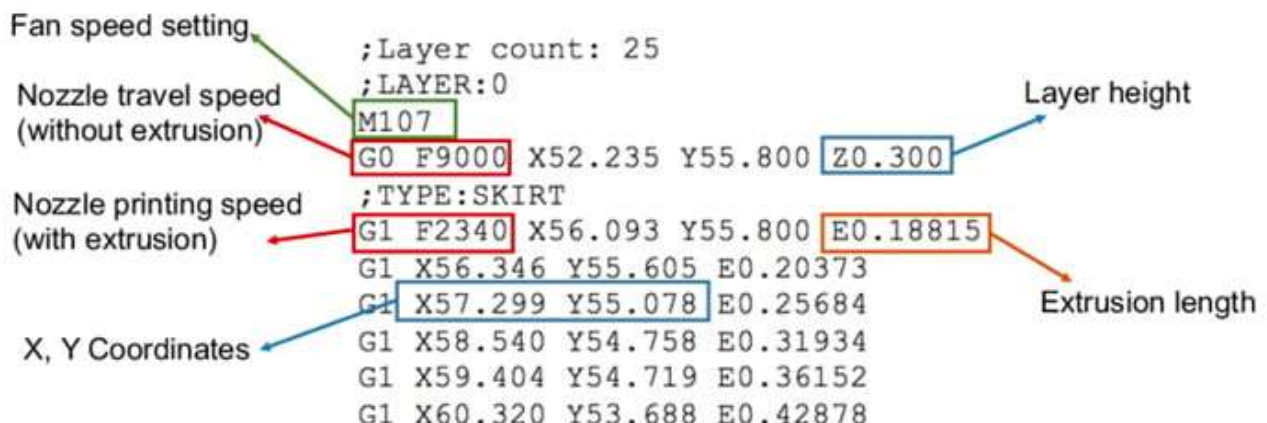 Fan speed setting
Nozzle travel speed
(without extrusion)
Nozzle printing speed
(with extrusion)
X, Y Coordinates
;Layer count: 25
;LAYER:0
M107
G0 F9000 X52.235 Y55.800 Z0.300
;TYPE:SKIRT
G1 F2340 X56.093 Y55.800 E0.18815
G1 X56.346 Y55.605 E0.20373
G1 X57.299 Y55.078 E0.25684
G1 X58.540 Y54.758 E0.31934
G1 X59.404 Y54.719 E0.36152
G1 X60.320 Y53.688 E0.42878
Layer height
Extrusion length